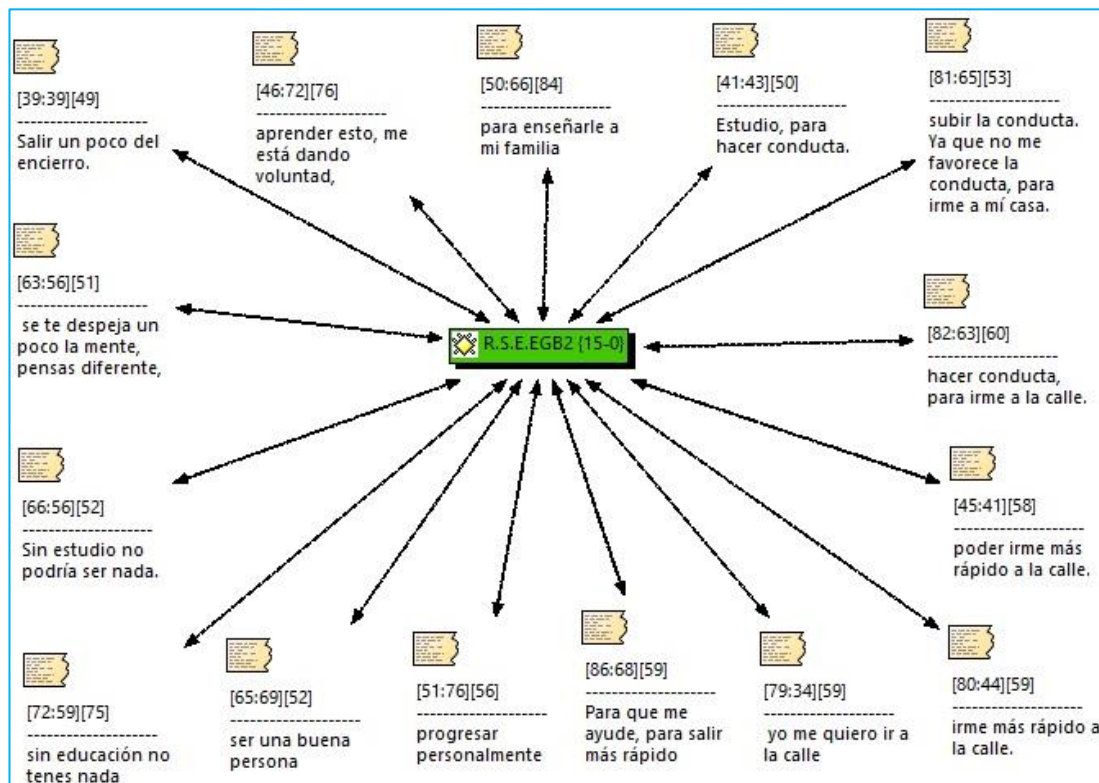 [39:39][49]
--------------------
Salir un poco del
encierro.
[46:72][76]
--------------------
aprender esto, me
está dando
voluntad,
[50:66][84]
--------------------
para enseñarle a
mi familia
[41:43][50]
--------------------
Estudio, para
hacer conducta.
[81:65][53]
--------------------
subir la conducta.
Ya que no me
favorece la
conducta, para
irme a mí casa.
[63:56][51]
--------------------
se te despeja un
poco la mente,
pensas diferente,
R.S.E.EGB2 {15-0}
[82:63][60]
--------------------
hacer conducta,
para irme a la calle.
[66:56][52]
--------------------
Sin estudio no
podría ser nada.
[45:41][58]
--------------------
poder irme más
rápido a la calle.
[72:59][75]
--------------------
sin educación no
tenes nada
[65:69][52]
--------------------
ser una buena
persona
[51:76][56]
--------------------
progresar
personalmente
[86:68][59]
--------------------
Para que me
ayude, para salir
más rápido
[79:34][59]
--------------------
yo me quiero ir a
la calle
[80:44][59]
--------------------
irme más rápido a
la calle.